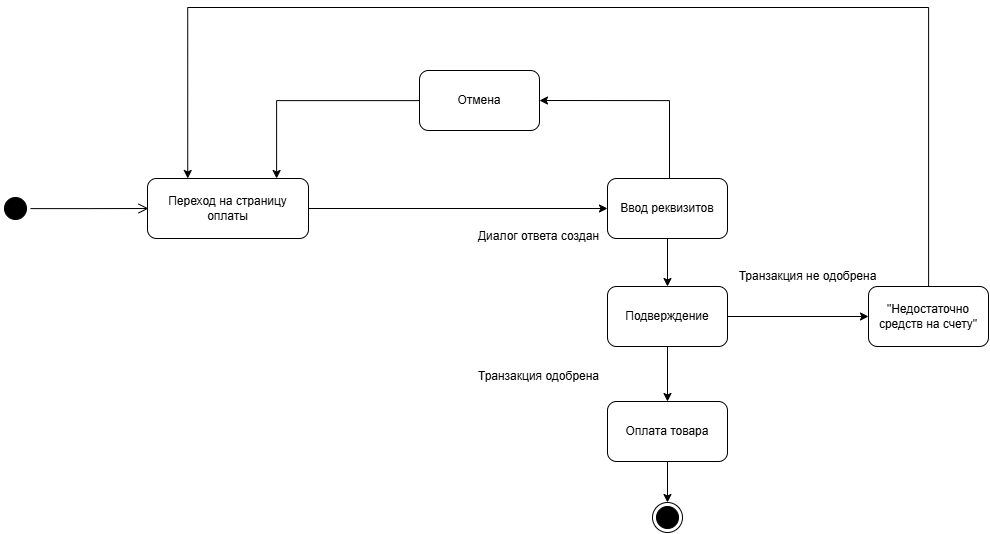 Отмена
Переход на страницу
оплаты
Ввод реквизитов
Диалог ответа создан
Транзакция не одобрена
Подверждение
"Недостаточно
средств на счету"
Транзакция одобрена
Оплата товара